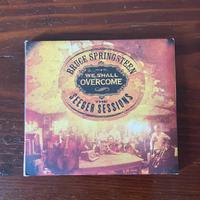 BRUCE SPRINGSTEEN
WE SHALL
OVERCOME
THE
SEEGER SESSIONS